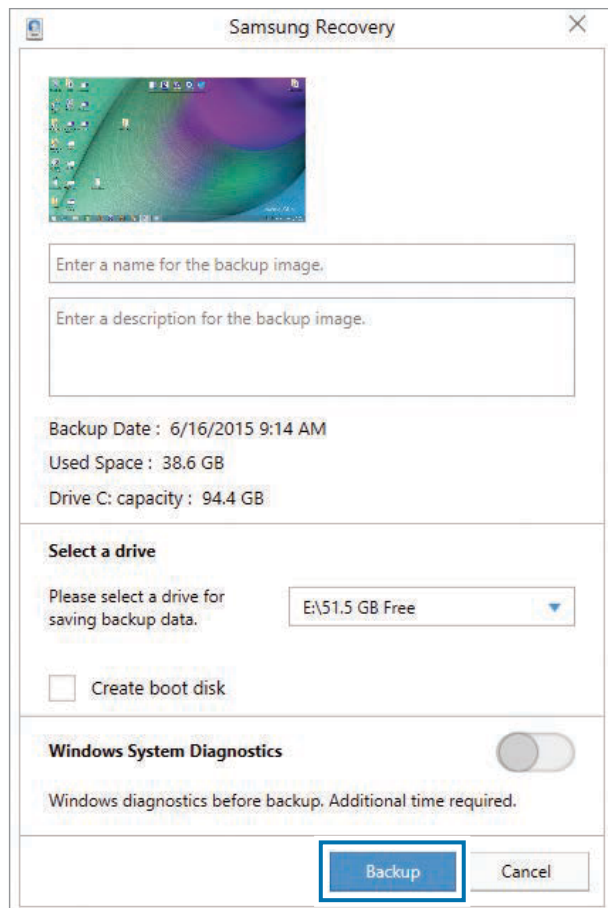 Samsung Recovery
Enter a name for the backup image.
Enter a description for the backup image.
Backup Date : 6/16/2015 9:14 AM
Used Space : 38.6 GB
Drive C: capacity : 94.4 GB
Select a drive
Please select a drive for
saving backup data.
E:\51.5 GB Free
Create boot disk
Windows System Diagnostics
Windows diagnostics before backup. Additional time required.
Backup
Cancel